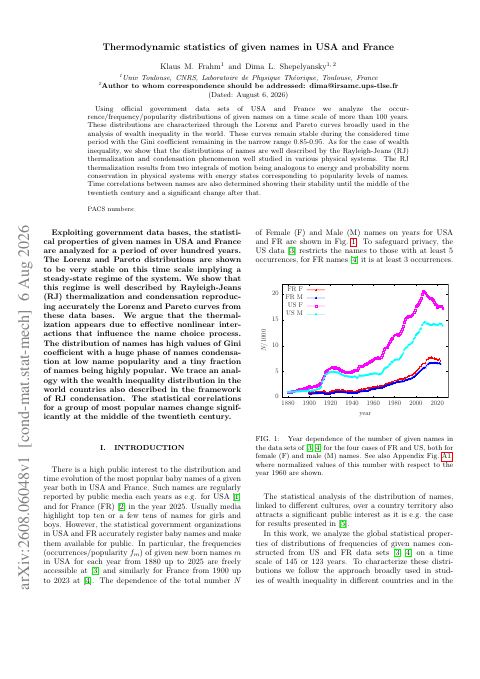 Thermodynamic statistics of given names in USA and France
Klaus M. Frahm1 and Dima L. Shepelyansky1, 2
1Univ Toulouse, CNRS, Laboratoire de Physique Théorique, Toulouse, France
2Author to whom correspondence should be addressed: dima@irsamc.ups-tlse.fr
(Dated: August 6, 2026)
Using official government data sets of USA and France we analyze the occur-
rence/frequency/popularity distributions of given names on a time scale of more than 100 years.
These distributions are characterized through the Lorenz and Pareto curves broadly used in the
analysis of wealth inequality in the world. These curves remain stable during the considered time
period with the Gini coefficient remaining in the narrow range 0.85-0.95. As for the case of wealth
inequality, we show that the distributions of names are well described by the Rayleigh-Jeans (RJ)
thermalization and condensation phenomenon well studied in various physical systems. The RJ
thermalization results from two integrals of motion being analogous to energy and probability norm
conservation in physical systems with energy states corresponding to popularity levels of names.
Time correlations between names are also determined showing their stability until the middle of the
twentieth century and a significant change after that.
PACS numbers:
Exploiting government data bases, the statisti-
cal properties of given names in USA and France
are analyzed for a period of over hundred years.
The Lorenz and Pareto distributions are shown
to be very stable on this time scale implying a
steady-state regime of the system. We show that
this regime is well described by Rayleigh-Jeans
(RJ) thermalization and condensation reproduc-
ing accurately the Lorenz and Pareto curves from
these data bases. We argue that the thermal-
ization appears due to effective nonlinear inter-
actions that influence the name choice process.
The distribution of names has high values of Gini
coefficient with a huge phase of names condensa-
tion at low name popularity and a tiny fraction
of names being highly popular. We trace an anal-
ogy with the wealth inequality distribution in the
world countries also described in the framework
of RJ condensation. The statistical correlations
for a group of most popular names change signif-
icantly at the middle of the twentieth century.
I. INTRODUCTION
There is a high public interest to the distribution and
time evolution of the most popular baby names of a given
year both in USA and France. Such names are regularly
reported by public media each years as e.g. for USA [1]
and for France (FR) [2] in the year 2025. Usually media
highlight top ten or a few tens of names for girls and
boys. However, the statistical government organizations
in USA and FR accurately register baby names and make
them available for public. In particular, the frequencies
(occurrences/popularity fm) of given new born names m
in USA for each year from 1880 up to 2025 are freely
accessible at [3] and similarly for France from 1900 up
to 2023 at [4]. The dependence of the total number N
of Female (F) and Male (M) names on years for USA
and FR are shown in Fig. 1. To safeguard privacy, the
US data [3] restricts the names to those with at least 5
occurrences, for FR names [4] it is at least 3 occurrences.
FR F
FR M
US F
US M
20
15
10
5
0
N/1000
1880 1900 1920 1940 1960 1980 2000 2020
year
FIG. 1: Year dependence of the number of given names in
the data sets of [3, 4] for the four cases of FR and US, both for
female (F) and male (M) names. See also Appendix Fig. A1
where normalized values of this number with respect to the
year 1960 are shown.
The statistical analysis of the distribution of names,
linked to different cultures, over a country territory also
attracts a significant public interest as it is e.g. the case
for results presented in [5].
In this work, we analyze the global statistical proper-
ties of distributions of frequencies of given names con-
structed from US and FR data sets [3, 4] on a time
scale of 145 or 123 years. To characterize these distri-
butions we follow the approach broadly used in stud-
ies of wealth inequality in different countries and in the
arXiv:2608.06048v1 [cond-mat.stat-mech] 6 Aug 2026